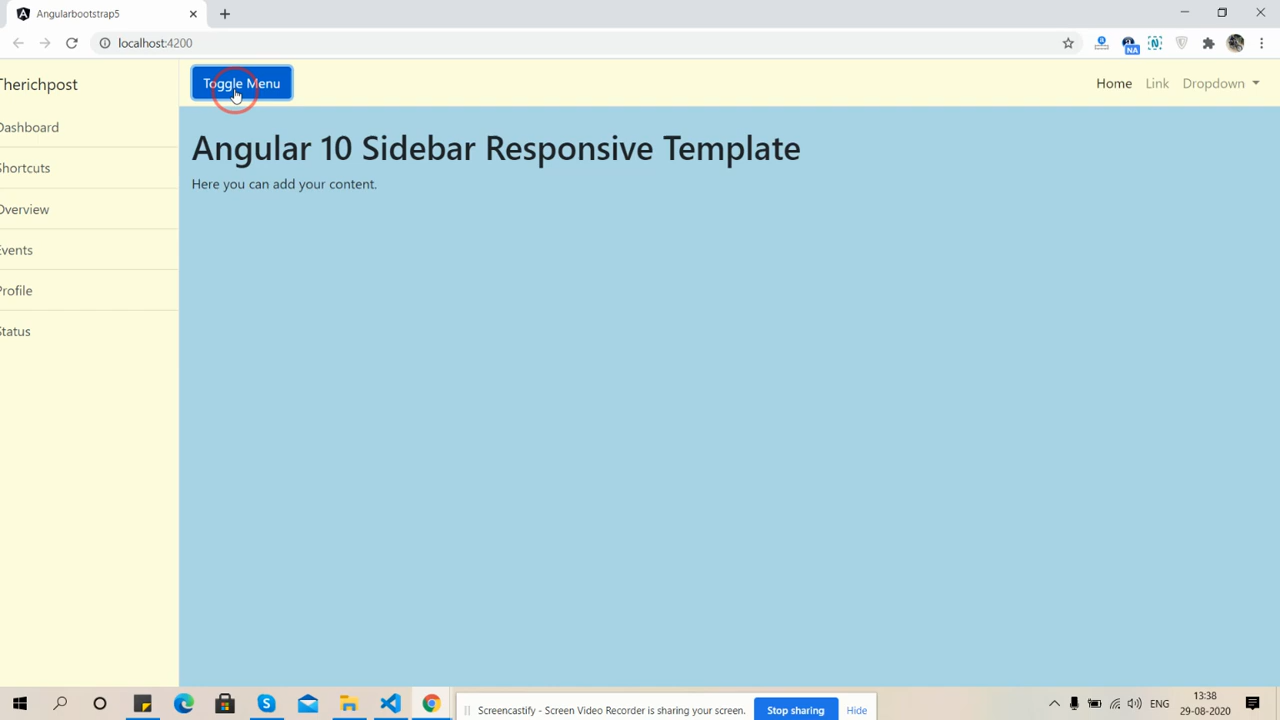 Angularbootstrap5
localhost:4200
NA
Therichpost
Toggle Menu
Home Link Dropdown
Dashboard
Shortcuts
Overview
Events
Profile
Status
Angular 10 Sidebar Responsive Template
Here you can add your content.
Screencastify - Screen Video Recorder is sharing your screen. Stop sharing Hide
ENG
13:38
29-08-2020